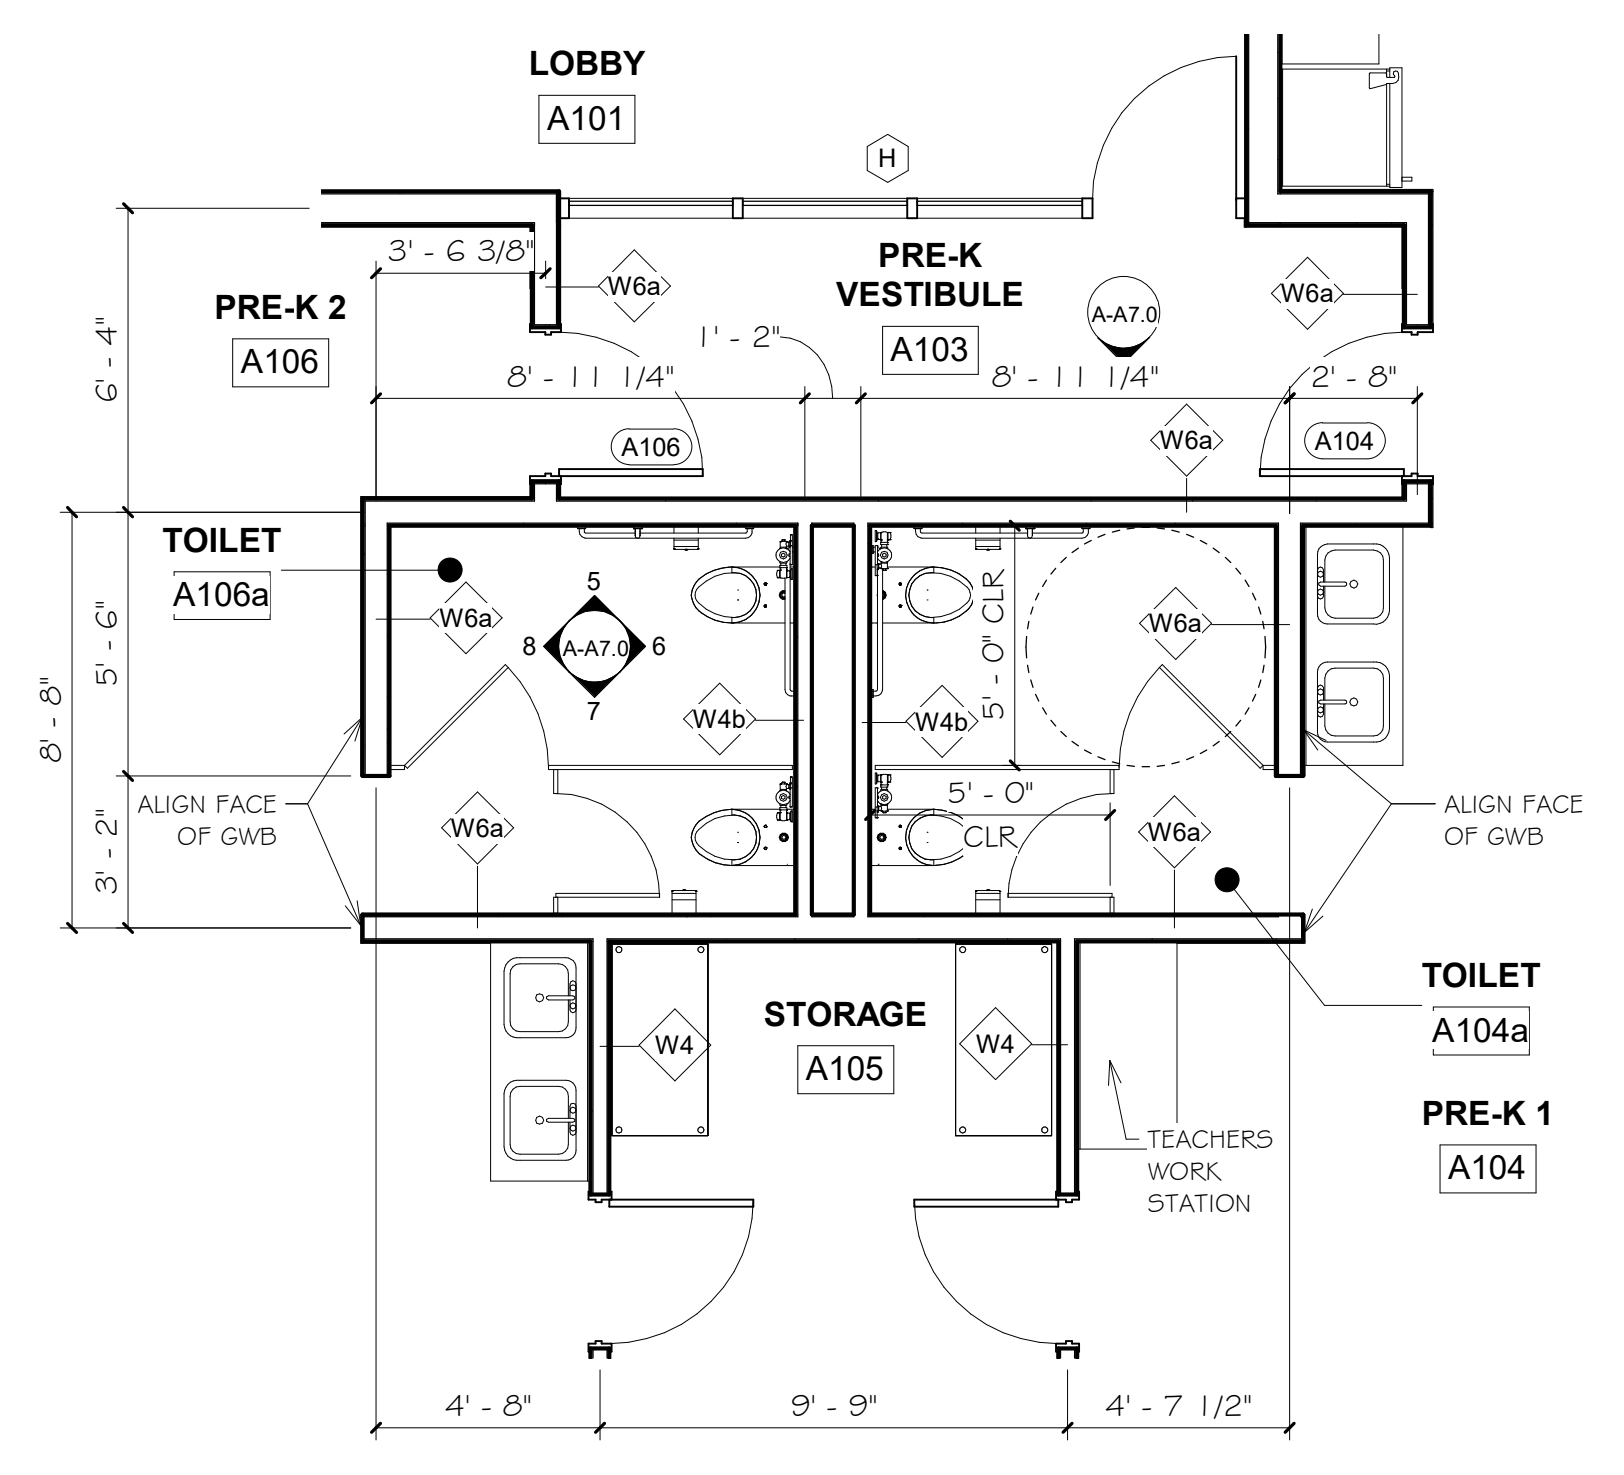 LOBBY
A101
H
3' - 6 3/8"
W6a
PRE-K
VESTIBULE
A103
A-A7.0
W6a
PRE-K 2
A106
6' - 4"
1' - 2"
8' - 11 1/4"
8' - 11 1/4"
2' - 8"
A106
W6a
A104
TOILET
A106a
W6a
5
8
A-A7.0
6
7
5' - 0" CLR
W6a
5' - 6"
8' - 8"
W4b
W4b
ALIGN FACE
OF GWB
3' - 2"
W6a
5' - 0"
CLR
W6a
ALIGN FACE
OF GWB
TOILET
A104a
STORAGE
A105
W4
W4
PRE-K 1
A104
TEACHERS
WORK
STATION
4' - 8"
9' - 9"
4' - 7 1/2"